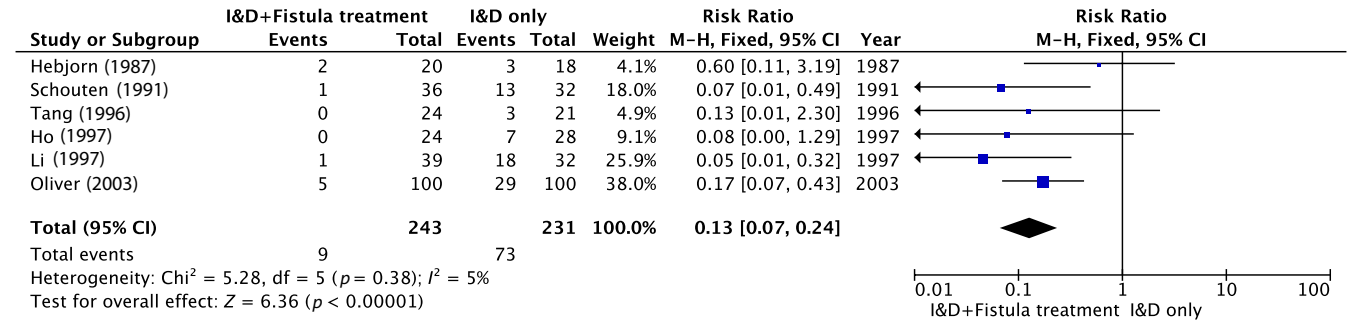 I&D+Fistula treatment I&D only Risk Ratio Risk Ratio
Study or Subgroup Events Total Events Total Weight M-H, Fixed, 95% CI Year M-H, Fixed, 95% CI
Hebjorn (1987) 2 20 3 18 4.1% 0.60 [0.11, 3.19] 1987
Schouten (1991) 1 36 13 32 18.0% 0.07 [0.01, 0.49] 1991
Tang (1996) 0 24 3 21 4.9% 0.13 [0.01, 2.30] 1996
Ho (1997) 0 24 7 28 9.1% 0.08 [0.00, 1.29] 1997
Li (1997) 1 39 18 32 25.9% 0.05 [0.01, 0.32] 1997
Oliver (2003) 5 100 29 100 38.0% 0.17 [0.07, 0.43] 2003
Total (95% CI) 243 231 100.0% 0.13 [0.07, 0.24]
Total events 9 73
Heterogeneity: Chi² = 5.28, df = 5 (p = 0.38); I² = 5%
Test for overall effect: Z = 6.36 (p < 0.00001)
0.01 0.1 1 10 100
I&D+Fistula treatment I&D only